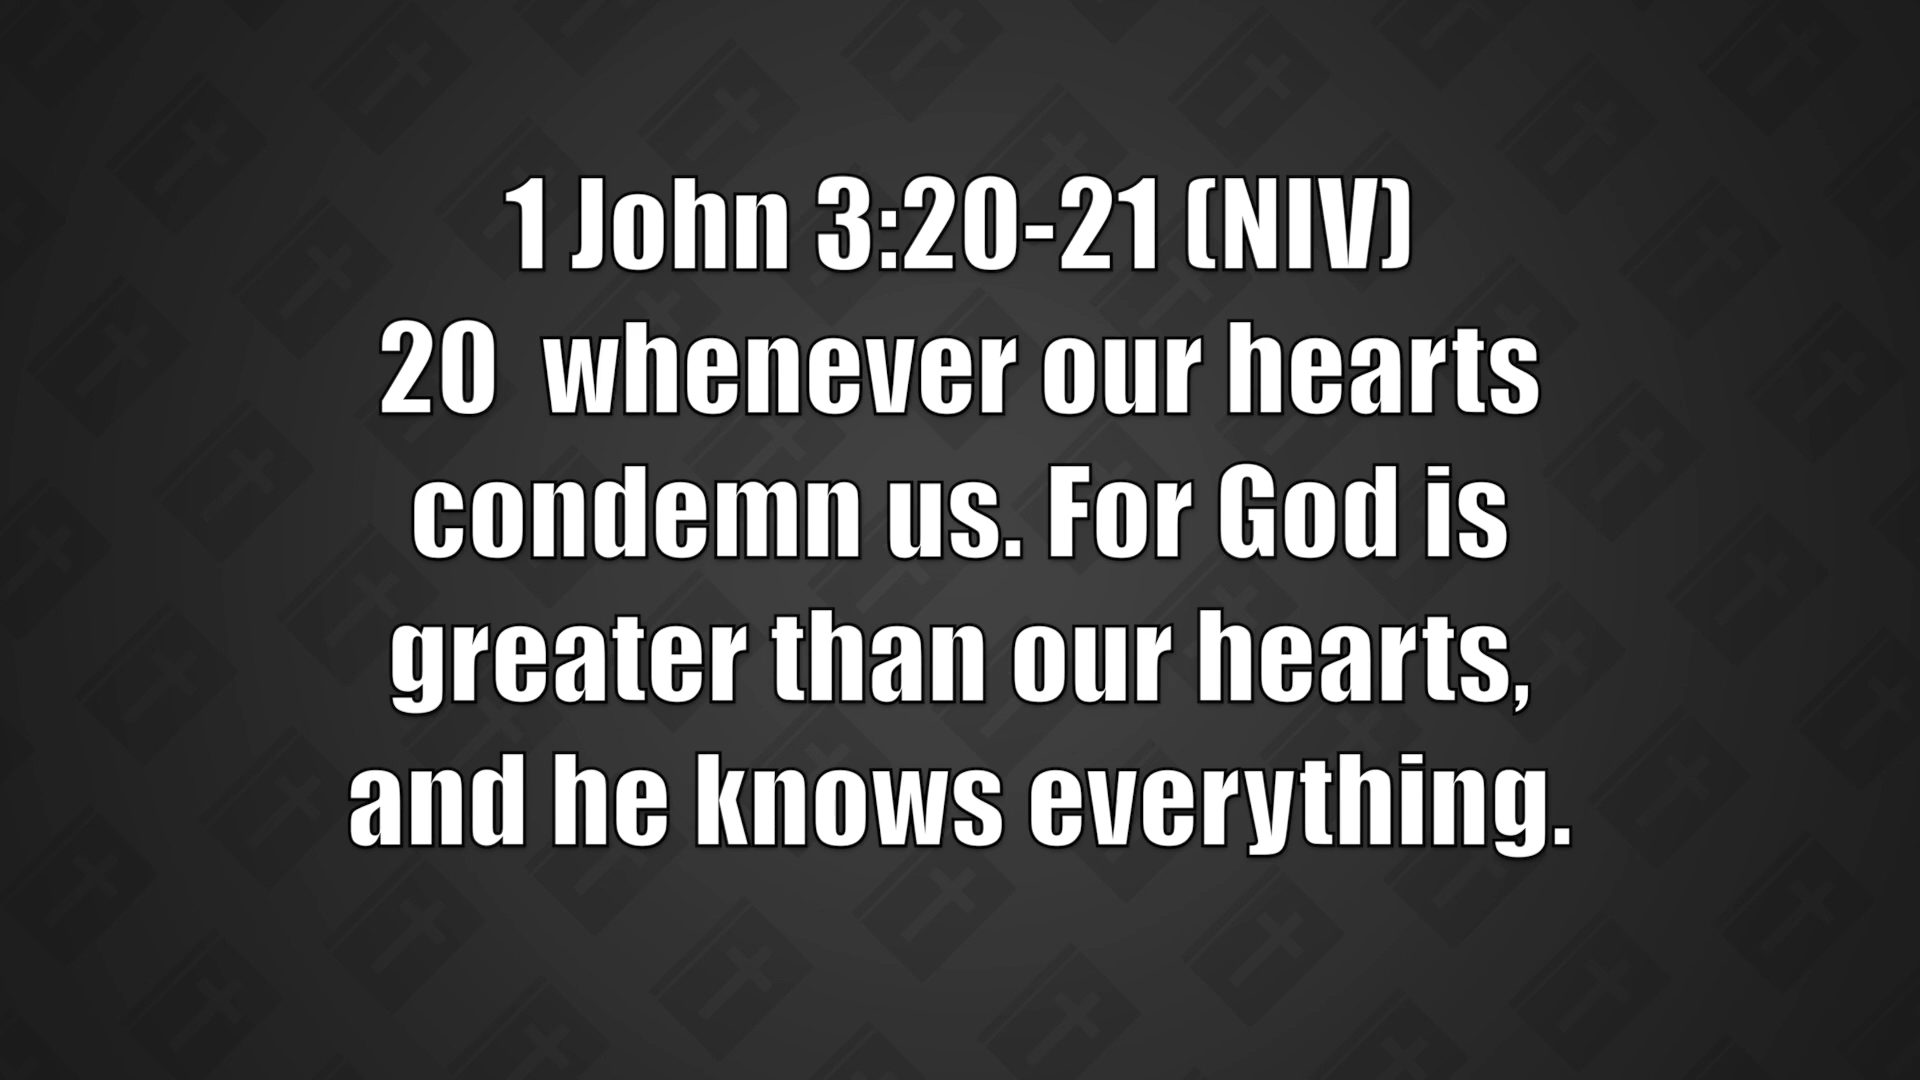 1 John 3:20-21 (NIV)
20 whenever our hearts
condemn us. For God is
greater than our hearts,
and he knows everything.